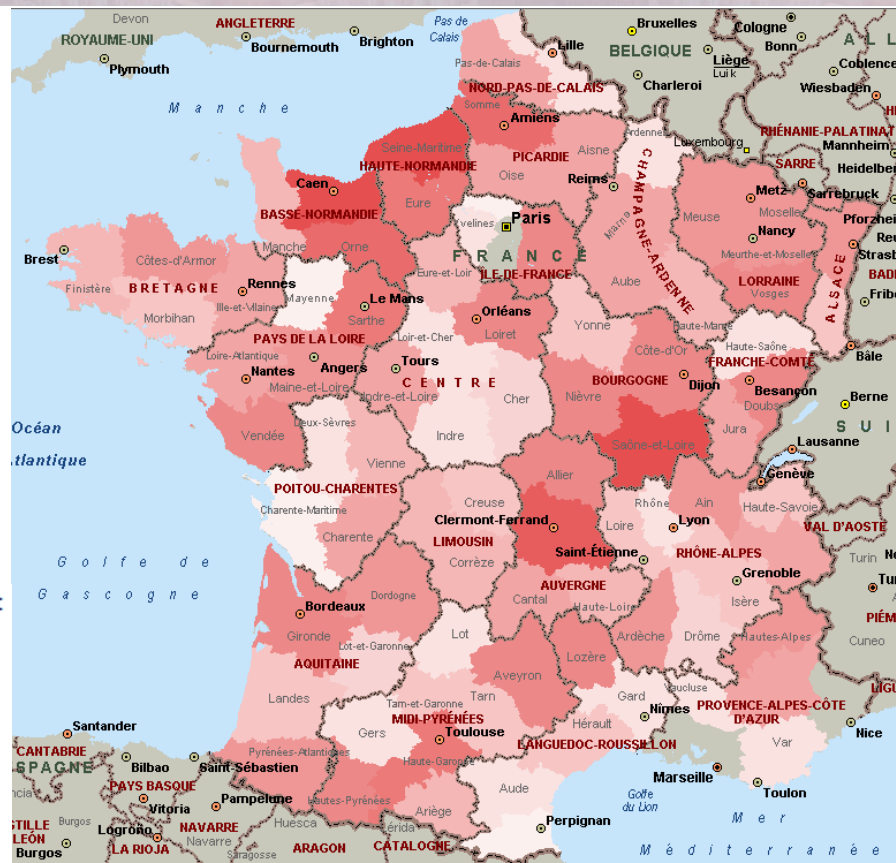 Devon
ANGLETERRE
Pas de
Calais
Bruxelles
Cologne
ROYAUME-UNI
Bournemouth
Brighton
Lille
BELGIQUE
Bonn
Plymouth
Liège
Luik
Coblence
Pas-de-Calais
Charleroi
Wiesbaden
NORD-PAS-DE-CALAIS
Manche
Somme
Amiens
Luxembourg
RHÉNANIE-PALATINAT
Seine-Maritime
Mannheim
HAUTE-NORMANDIE
PICARDIE
Aisne
SARRE
Heidelber
Oise
Reims
Caen
Metz
Sarrebruck
Eure
CHAMPAGNE-ARDENNE
Marne
Moselle
BASSE-NORMANDIE
Paris
Meuse
Pforzhei
Yvelines
Nancy
Manche
Orne
FRANCE
Meurthe-et-Moselle
Strasb
Brest
Côtes-d'Armor
Eure-et-Loir
ILE-DE-FRANCE
Aube
LORRAINE
ALSACE
BAD
Rennes
Mayenne
Vosges
Fribo
Finistère
BRETAGNE
Le Mans
Ille-et-Vilaine
Orléans
Morbihan
Sarthe
Loiret
Yonne
Haute-Marne
PAYS DE LA LOIRE
Loir-et-Cher
Haute-Saône
Bâle
Loire-Atlantique
Angers
Tours
Côte-d'Or
FRANCHE-COMTÉ
Nantes
CENTRE
BOURGOGNE
Dijon
Besançon
Maine-et-Loire
Indre-et-Loire
Cher
Nièvre
Doubs
Berne
Vendée
Deux-Sèvres
Jura
SUI
Océan
Indre
Saône-et-Loire
Lausanne
Atlantique
Vienne
Allier
Genève
POITOU-CHARENTES
Creuse
Rhône
Ain
Haute-Savoie
Charente-Maritime
Clermont-Ferrand
Loire
Lyon
VAL D'AOSTE
Charente
LIMOUSIN
Saint-Étienne
RHÔNE-ALPES
Turin
Golfe de
Corrèze
Grenoble
Gascogne
AUVERGNE
Bordeaux
Dordogne
Cantal
Haute-Loire
Isère
PIÉM
Gironde
Lot
Ardèche
Drôme
Hautes-Alpes
Cuneo
Lot-et-Garonne
AQUITAINE
Lozère
Aveyron
Landes
Tarn-et-Garonne
Tarn
Gard
Vaucluse
LIGU
MIDI-PYRÉNÉES
PROVENCE-ALPES-CÔTE
D'AZUR
Santander
Gers
Toulouse
Hérault
Nîmes
Nice
CANTABRIE
Pyrénées-Atlantiques
LANGUEDOC-ROUSSILLON
Var
SPAGNE
Bilbao
Saint-Sébastien
Haute-Garonne
Marseille
PAYS BASQUE
Aude
Golfe
du Lion
Toulon
Vitoria
Pampelune
Hautes-Pyrénées
Ariège
Mer
Méditerranée
STILLE
LEÓN
Burgos
Logroño
NAVARRE
Navarre
Huesca
Lérida
Perpignan
Burgos
LA RIOJA
Saragosse
ARAGON
CATALOGNE